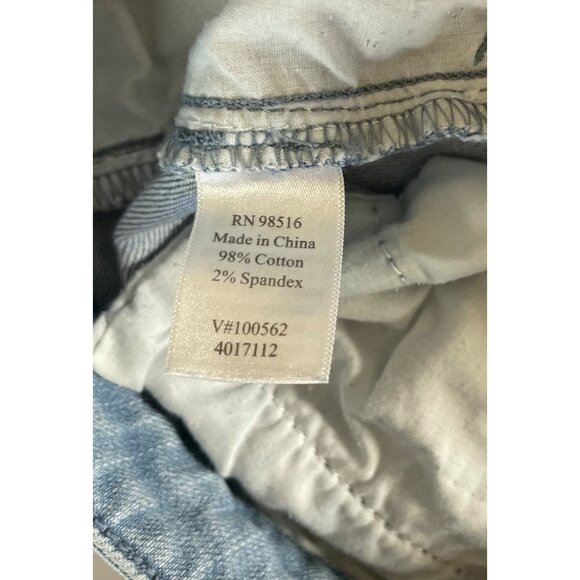 RN 98516
Made in China
98% Cotton
2% Spandex
V#100562
4017112